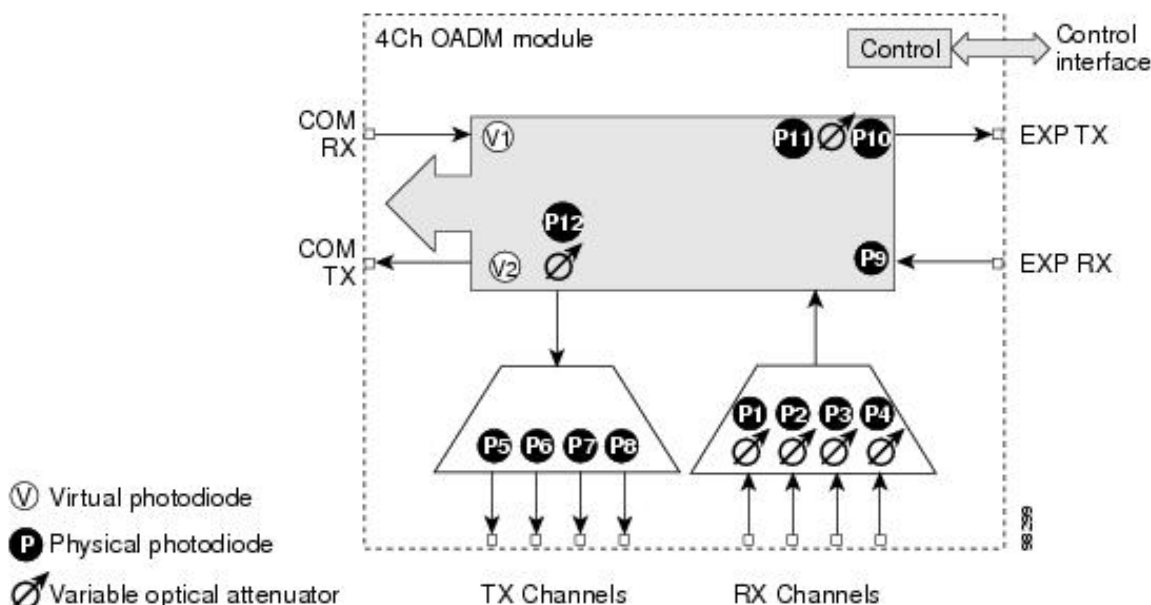 4Ch OADM module
Control
Control
interface
COM
RX
V1
P11
P10
EXP TX
P12
COM
TX
V2
P9
EXP RX
P1
P2
P3
P4
P5
P6
P7
P8
V Virtual photodiode
P Physical photodiode
Variable optical attenuator
TX Channels
RX Channels
98299